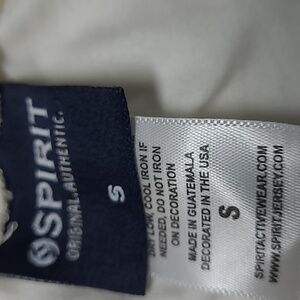 SPIRIT
ORIGINAL.AUTHENTIC.
S
DRY LOW, COOL IRON IF
NEEDED, DO NOT IRON
ON DECORATION
MADE IN GUATEMALA
DECORATED IN THE USA
S
SPIRITACTIVEWEAR.COM
WWW.SPIRITJERSEY.COM